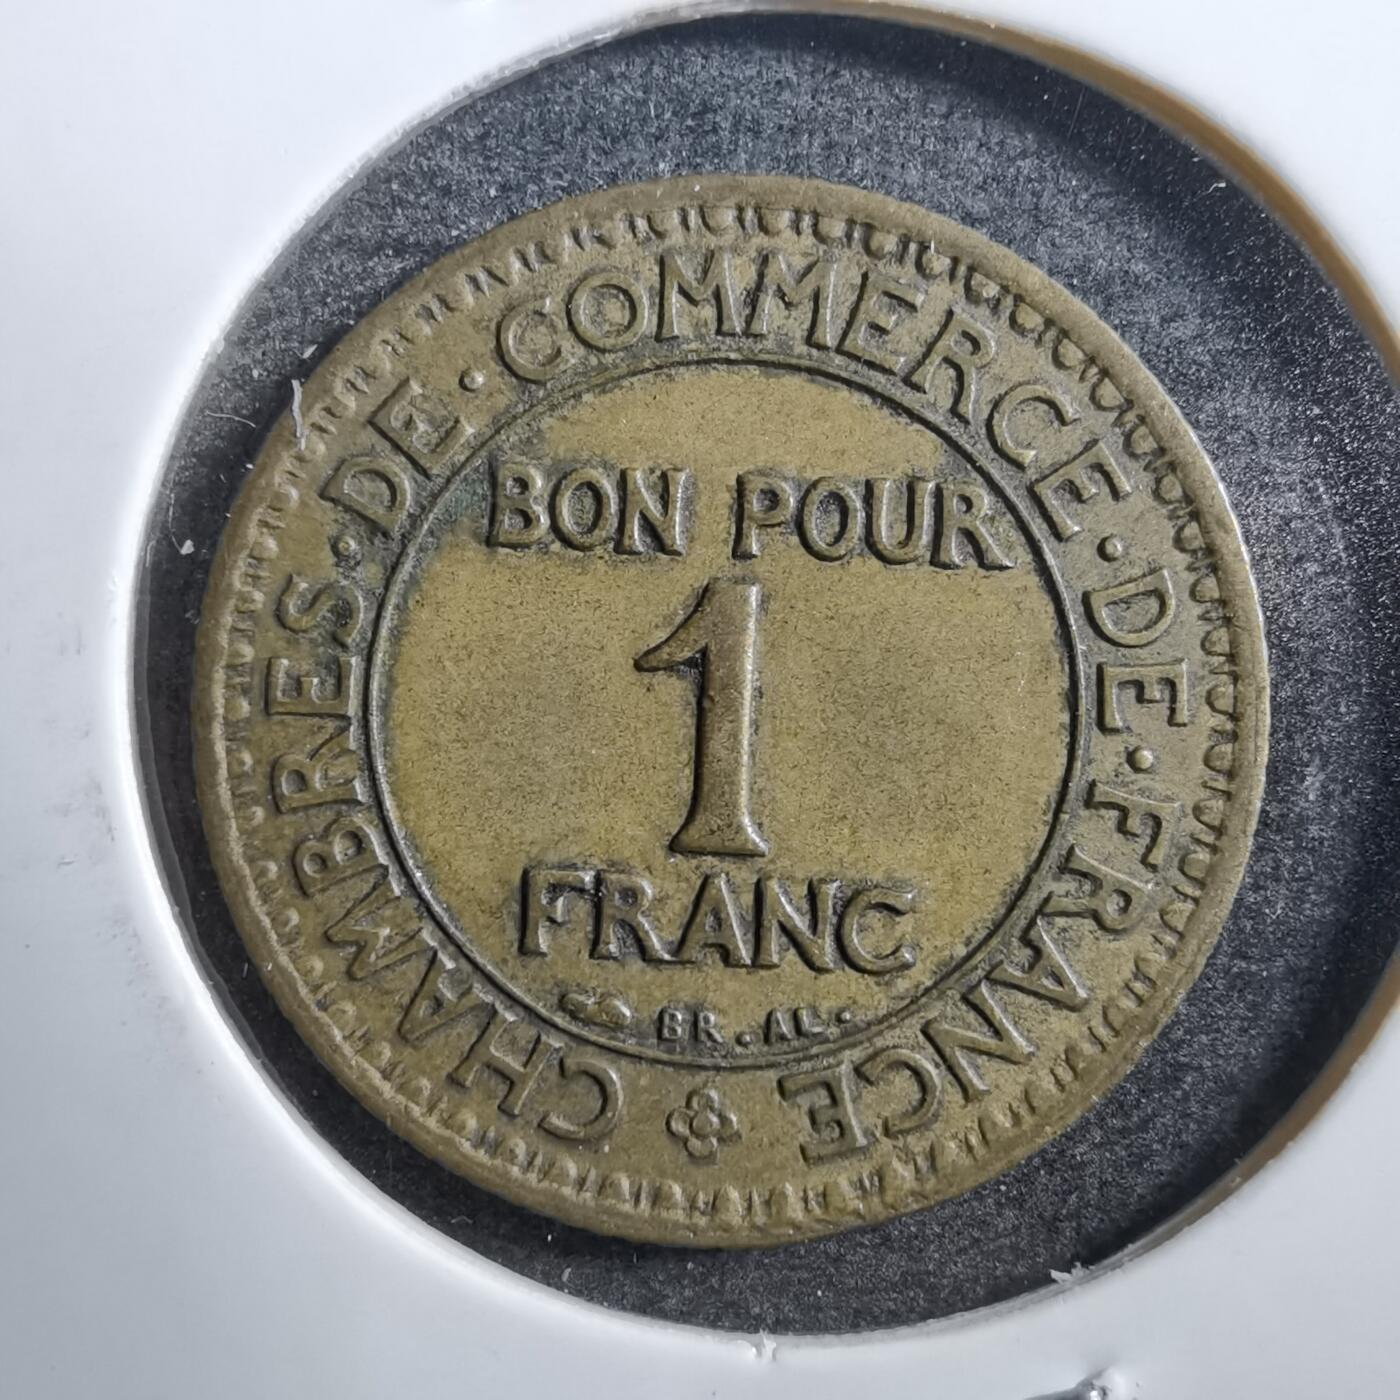 CHAMBRES · DE · COMMERCE · DE · FRANCE
BON POUR
1
FRANC
BR. AL.